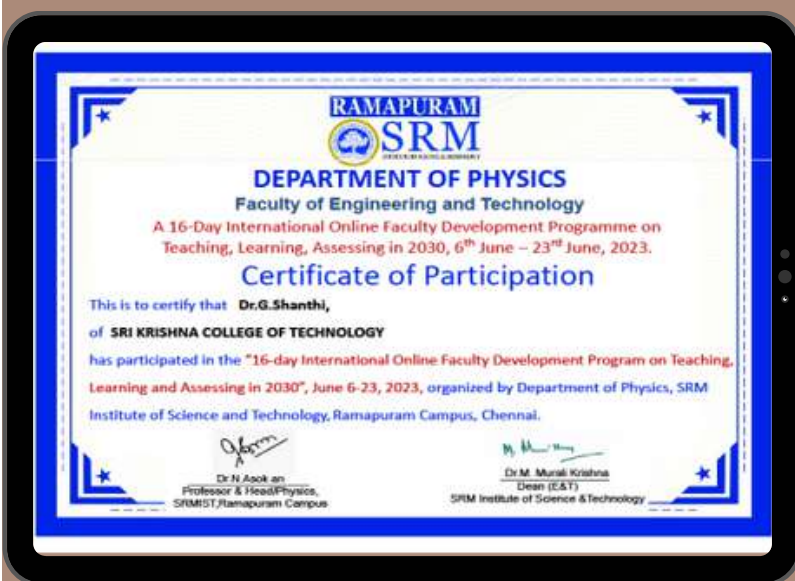 RAMAPURAM
SRM
DEPARTMENT OF PHYSICS
Faculty of Engineering and Technology
A 16-Day International Online Faculty Development Programme on
Teaching, Learning, Assessing in 2030, 6th June – 23rd June, 2023.
Certificate of Participation
This is to certify that Dr.G.Shanthi,
of SRI KRISHNA COLLEGE OF TECHNOLOGY
has participated in the "16-day International Online Faculty Development Program on Teaching,
Learning and Assessing in 2030", June 6-23, 2023, organized by Department of Physics, SRM
Institute of Science and Technology, Ramapuram Campus, Chennai.
Dr.N.Asok an
Professor & Head/Physics,
SRMIST,Ramapuram Campus
Dr.M. Murali Krishna
Dean (E&T)
SRM Institute of Science &Technology